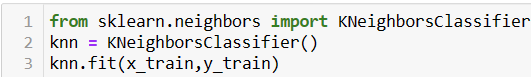 1 from sklearn.neighbors import KNeighborsClassifier
2 knn = KNeighborsClassifier()
3 knn.fit(x_train,y_train)